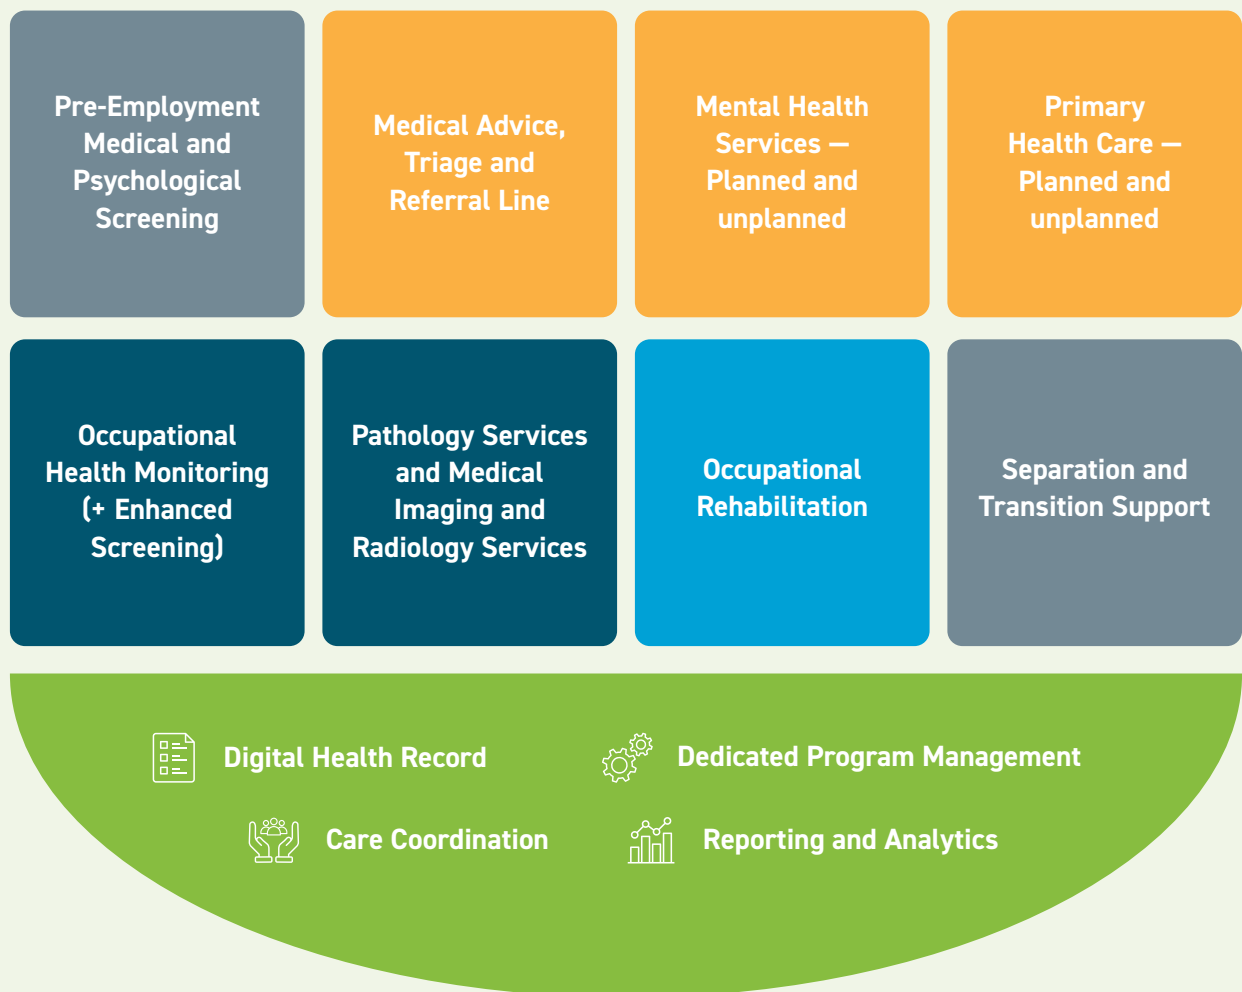 Pre-Employment
Medical and
Psychological
Screening
Medical Advice,
Triage and
Referral Line
Mental Health
Services —
Planned and
unplanned
Primary
Health Care —
Planned and
unplanned
Occupational
Health Monitoring
(+ Enhanced
Screening)
Pathology Services
and Medical
Imaging and
Radiology Services
Occupational
Rehabilitation
Separation and
Transition Support
Digital Health Record
Dedicated Program Management
Care Coordination
Reporting and Analytics